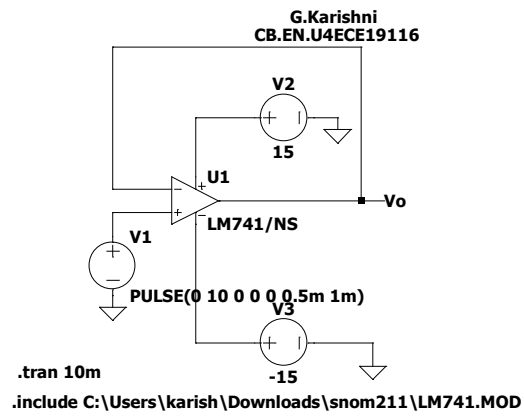 G.Karishni
CB.EN.U4ECE19116
V2
15
U1
LM741/NS
Vo
V1
PULSE(0 10 0 0 0 0.5m 1m)
V3
-15
.tran 10m
.include C:\Users\karish\Downloads\snom211\LM741.MOD